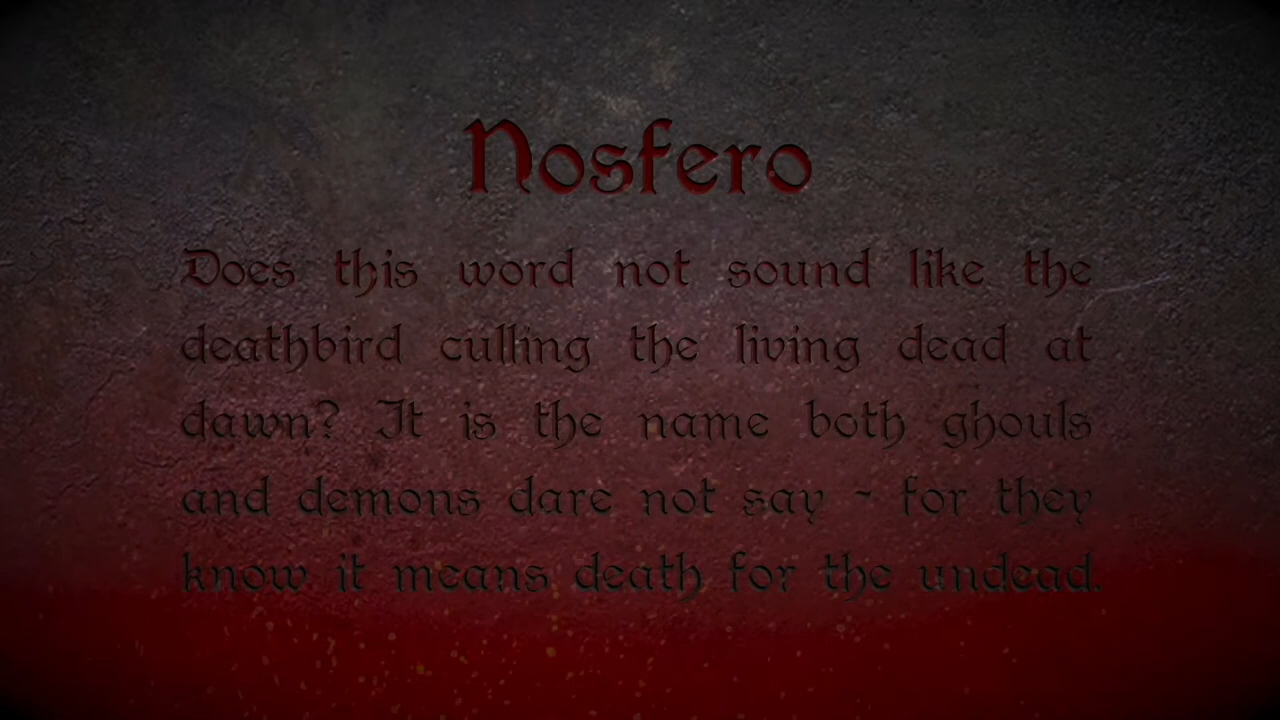 Nosfero
Does this word not sound like the
deathbird culling the living dead at
dawn? It is the name both ghouls
and demons dare not say - for they
know it means death for the undead.